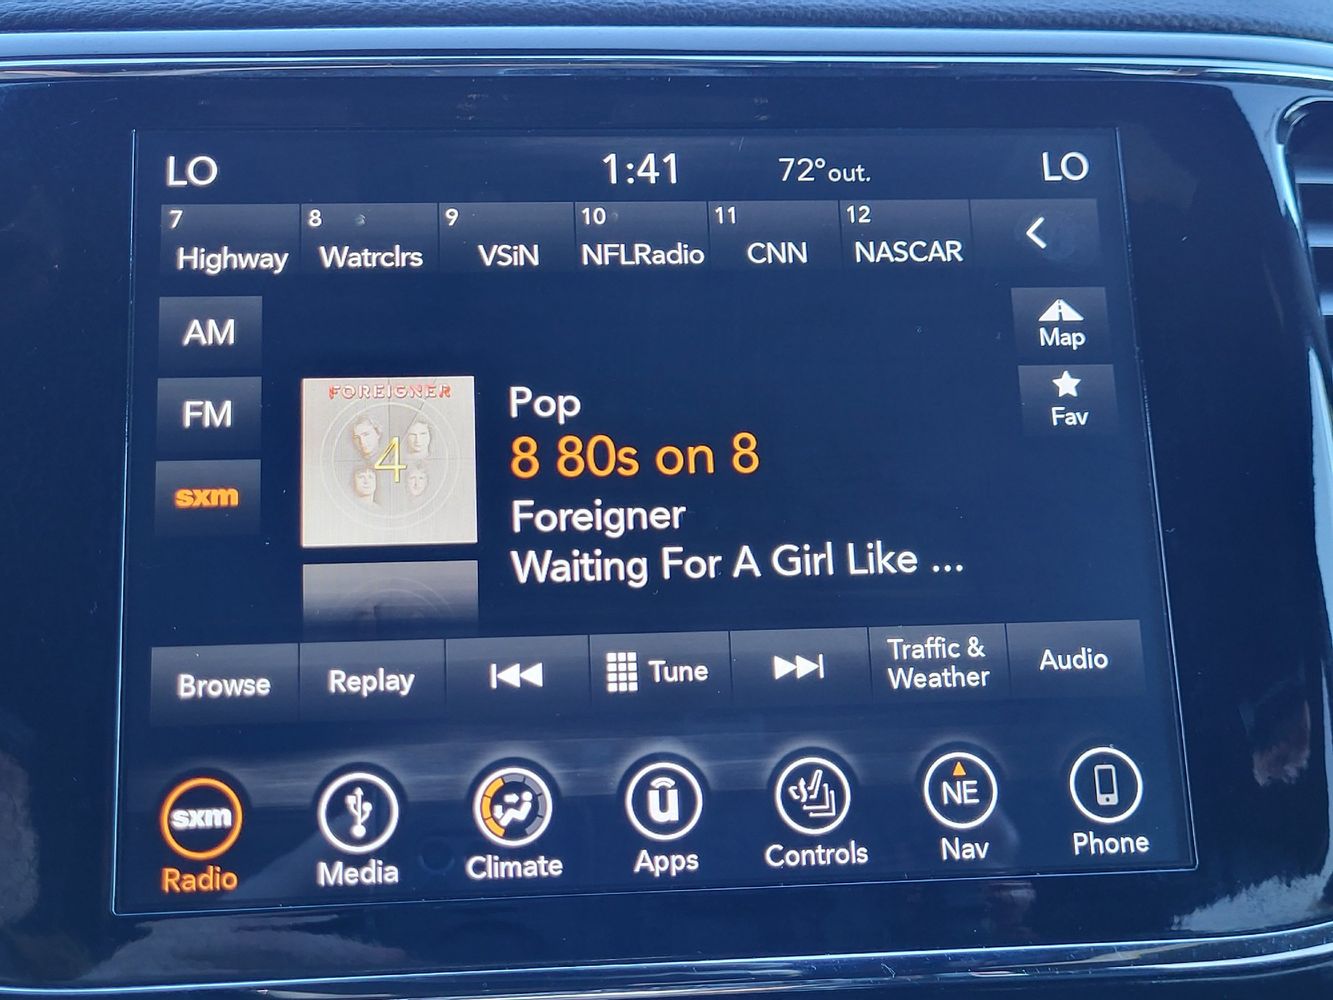 LO 1:41 72°out. LO
7 8 9 10 11 12
Highway Watrclrs VSiN NFLRadio CNN NASCAR
AM
Map
FM
Fav
sxm
FOREIGNER
4
Pop
8 80s on 8
Foreigner
Waiting For A Girl Like ...
Browse Replay Tune Traffic & Audio
Weather
sxm NE
Radio Media Climate Apps Controls Nav Phone